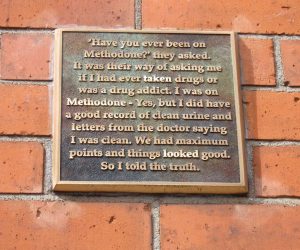 'Have you ever been on
Methodone?' they asked.
It was their way of asking me
if I had ever taken drugs or
was a drug addict. I was on
Methodone - Yes, but I did have
a good record of clean urine and
letters from the doctor saying
I was clean. We had maximum
points and things looked good.
So I told the truth.